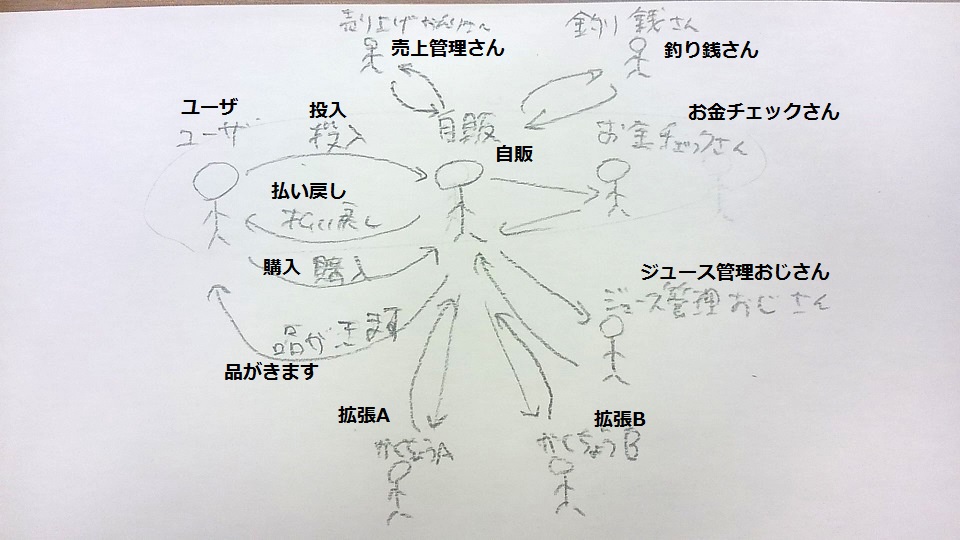 売り上げかんりさん
売上管理さん
釣り銭さん
釣り銭さん
ユーザ
ユーザ
投入
投入
自販
自販
お金チェックさん
お金チェックさん
払い戻し
払い戻し
購入
購入
ジュース管理おじさん
ジュース管理おじさん
品がきます
品がきます
拡張A
かくちょうA
拡張B
かくちょうB